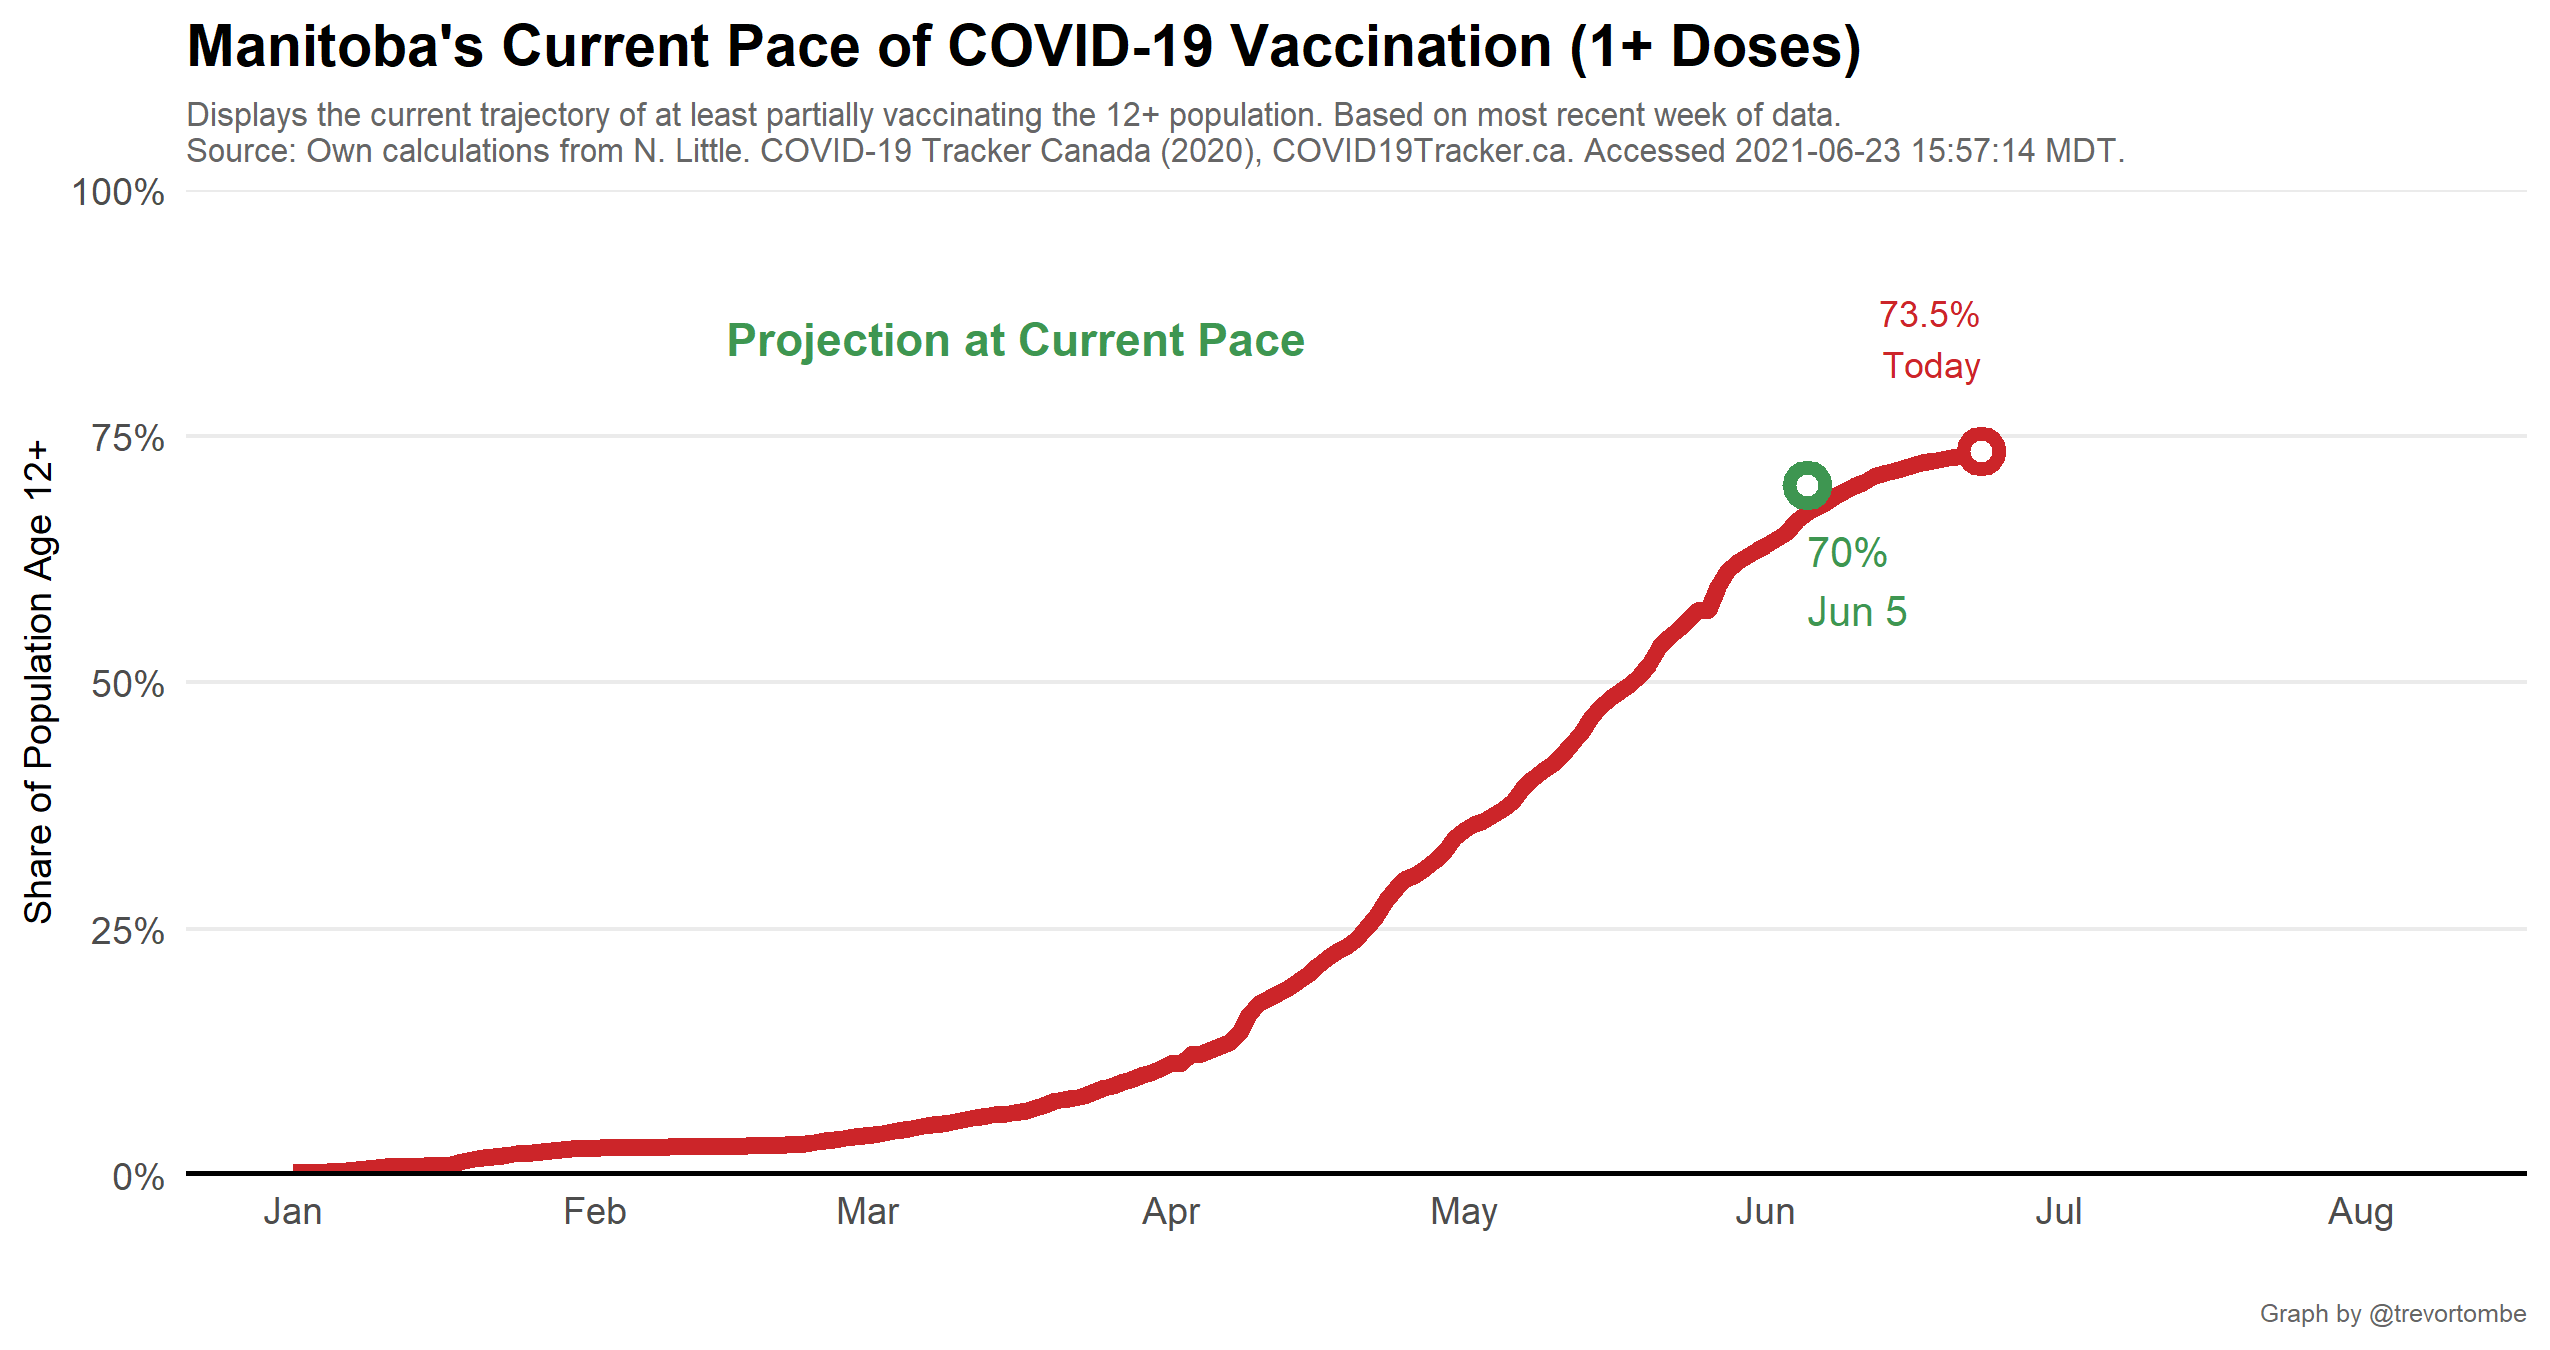 Manitoba's Current Pace of COVID-19 Vaccination (1+ Doses)
Displays the current trajectory of at least partially vaccinating the 12+ population. Based on most recent week of data.
Source: Own calculations from N. Little. COVID-19 Tracker Canada (2020), COVID19Tracker.ca. Accessed 2021-06-23 15:57:14 MDT.
100%
75%
50%
25%
0%
Share of Population Age 12+
Projection at Current Pace
73.5%
Today
70%
Jun 5
Jan
Feb
Mar
Apr
May
Jun
Jul
Aug
Graph by @trevortombe